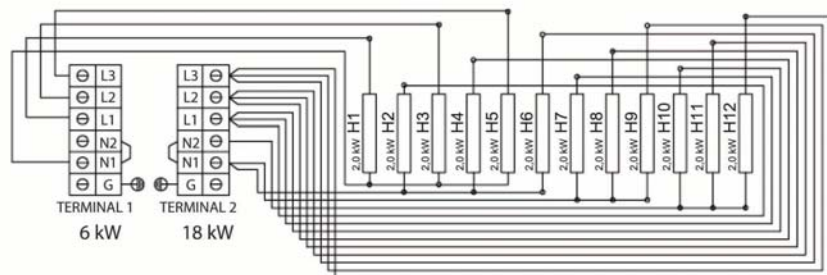 L3
L2
L1
N2
N1
G
TERMINAL 1
6 kW
L3
L2
L1
N2
N1
G
TERMINAL 2
18 kW
2,0 kW H1
2,0 kW H2
2,0 kW H3
2,0 kW H4
2,0 kW H5
2,0 kW H6
2,0 kW H7
2,0 kW H8
2,0 kW H9
2,0 kW H10
2,0 kW H11
2,0 kW H12